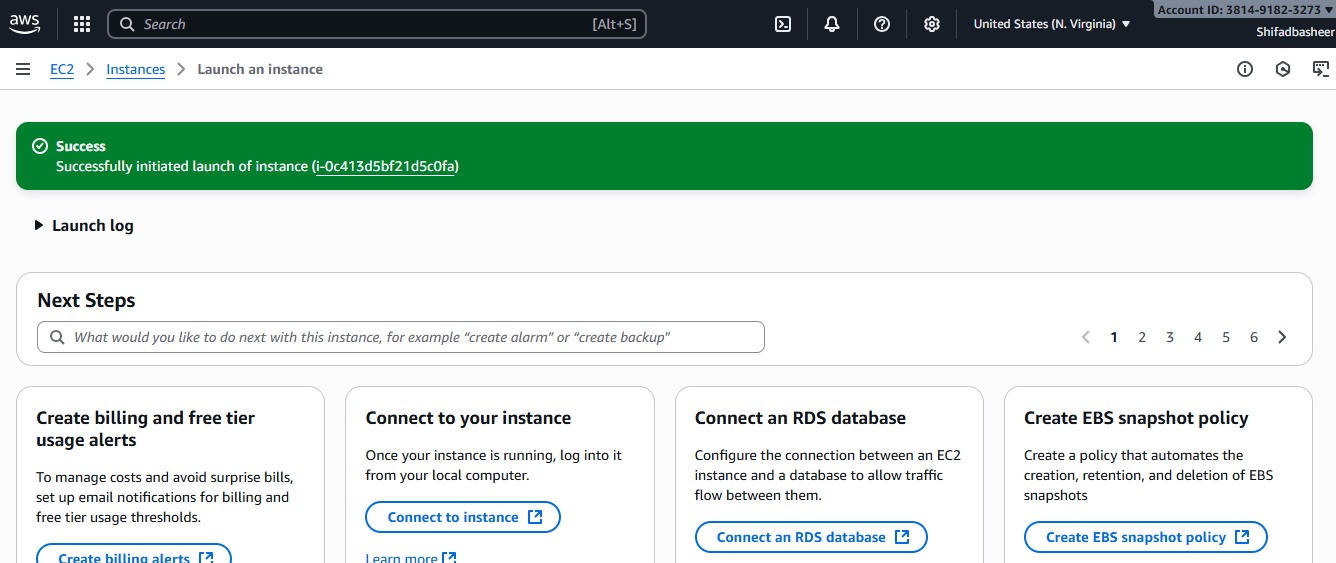 aws
Search
[Alt+S]
United States (N. Virginia)
Account ID: 3814-9182-3273
Shifadbasheer
EC2
Instances
Launch an instance
Success
Successfully initiated launch of instance (i-0c413d5bf21d5c0fa)
Launch log
Next Steps
What would you like to do next with this instance, for example “create alarm” or “create backup"
1 2 3 4 5 6
Create billing and free tier
usage alerts
To manage costs and avoid surprise bills,
set up email notifications for billing and
free tier usage thresholds.
Create billing alerts
Connect to your instance
Once your instance is running, log into it
from your local computer.
Connect to instance
Learn more
Connect an RDS database
Configure the connection between an EC2
instance and a database to allow traffic
flow between them.
Connect an RDS database
Create EBS snapshot policy
Create a policy that automates the
creation, retention, and deletion of EBS
snapshots
Create EBS snapshot policy